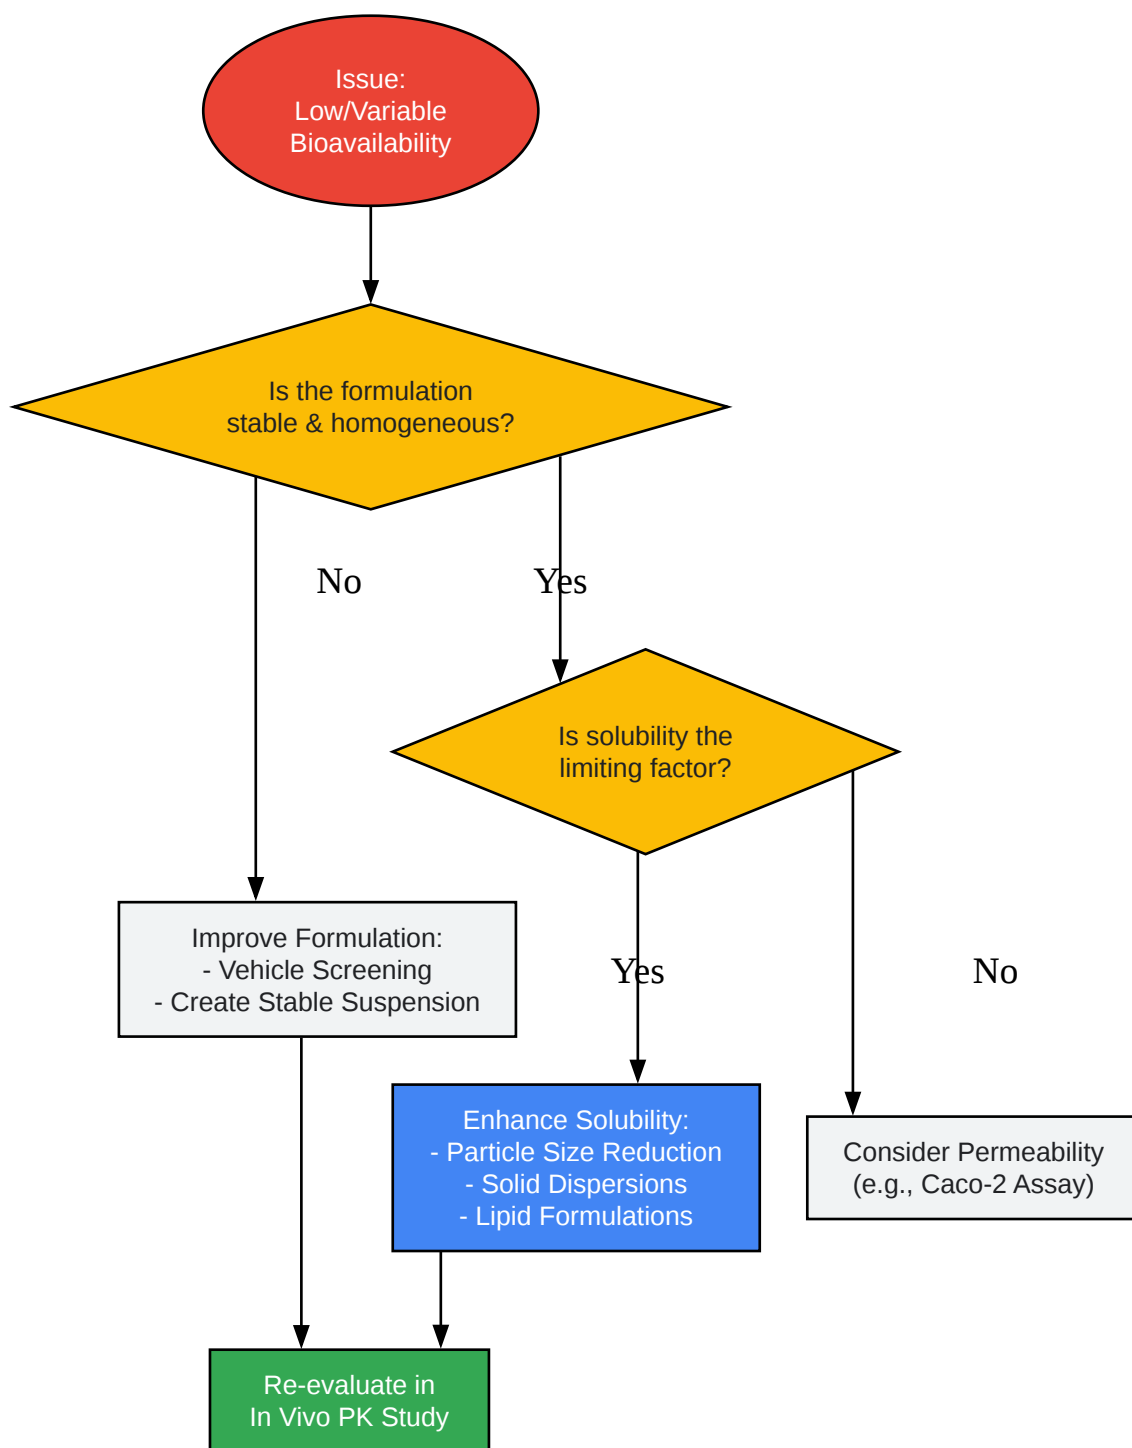 Issue:
Low/Variable
Bioavailability
Is the formulation
stable & homogeneous?
No
Yes
Is solubility the
limiting factor?
Improve Formulation:
- Vehicle Screening
- Create Stable Suspension
Yes
No
Enhance Solubility:
- Particle Size Reduction
- Solid Dispersions
- Lipid Formulations
Consider Permeability
(e.g., Caco-2 Assay)
Re-evaluate in
In Vivo PK Study